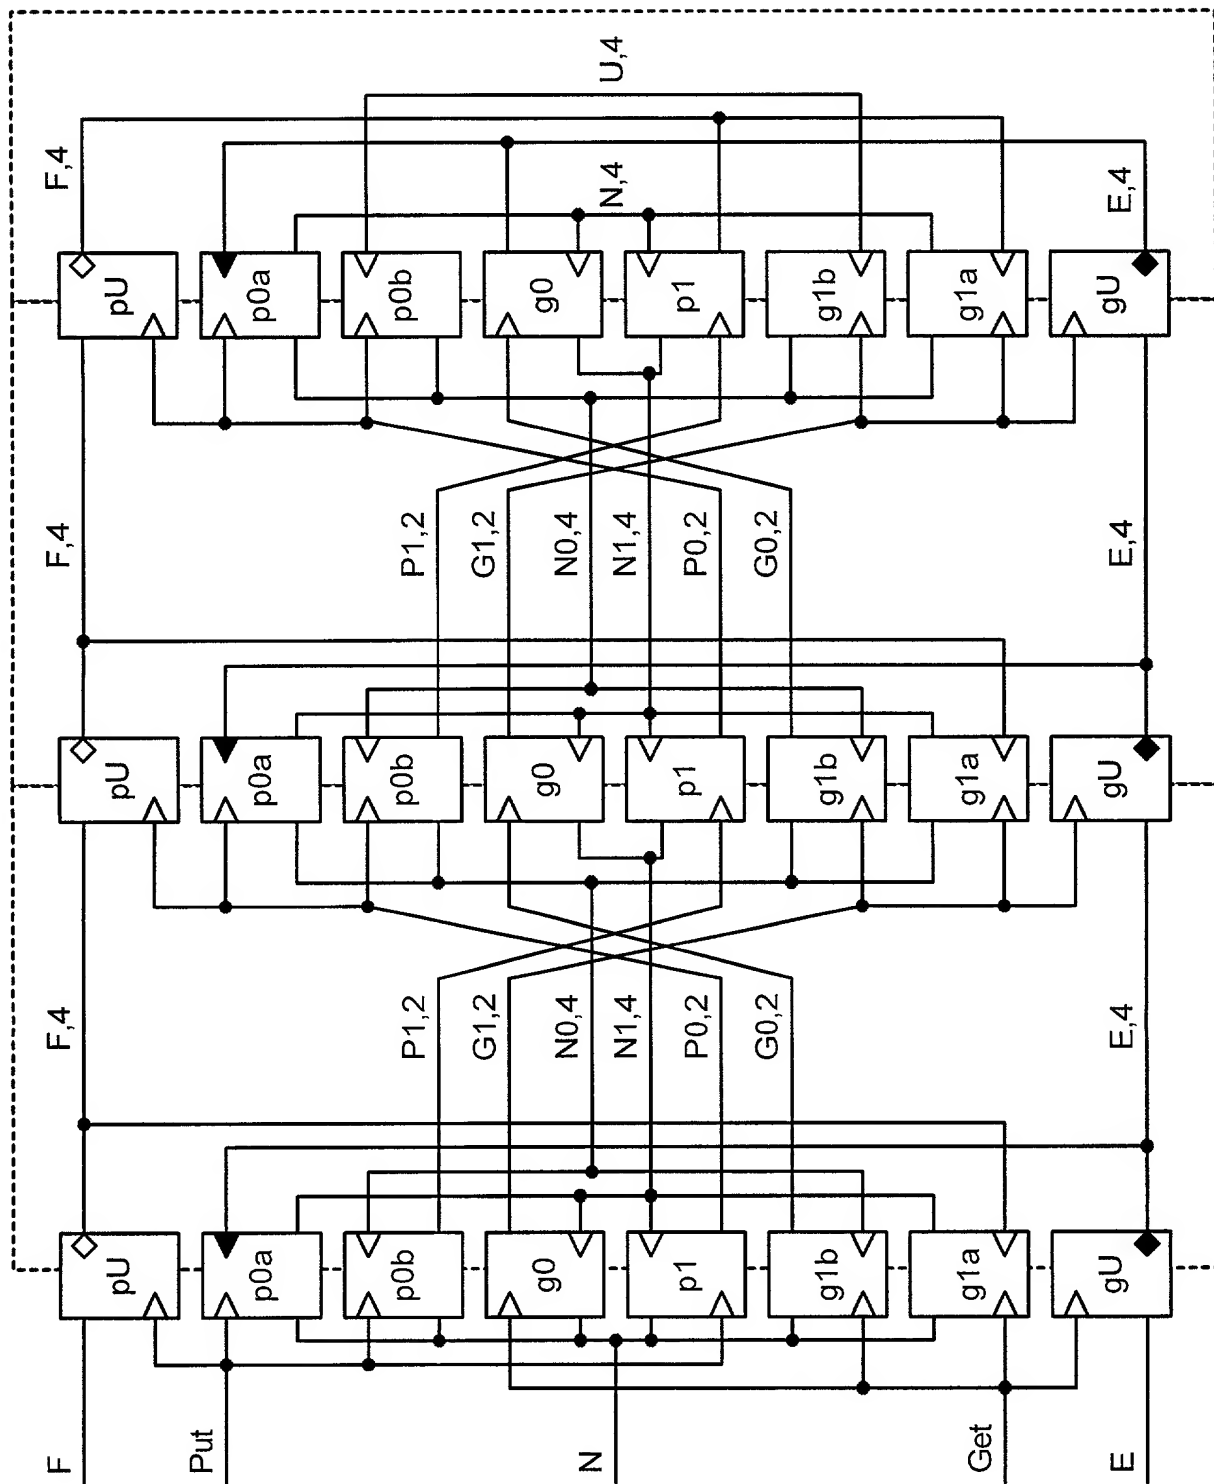 F
F,4
F,4
F,4
pU
pU
pU
Put
p0a
p0a
p0a
p0b
p0b
p0b
P1,2
P1,2
G1,2
G1,2
g0
g0
g0
N0,4
N0,4
N
N,4
U,4
N1,4
N1,4
p1
p1
p1
P0,2
P0,2
G0,2
G0,2
g1b
g1b
g1b
g1a
g1a
g1a
Get
gU
gU
gU
E
E,4
E,4
E,4